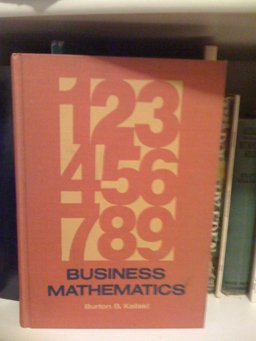 123
456
789
BUSINESS
MATHEMATICS
Burton S. Kaliski